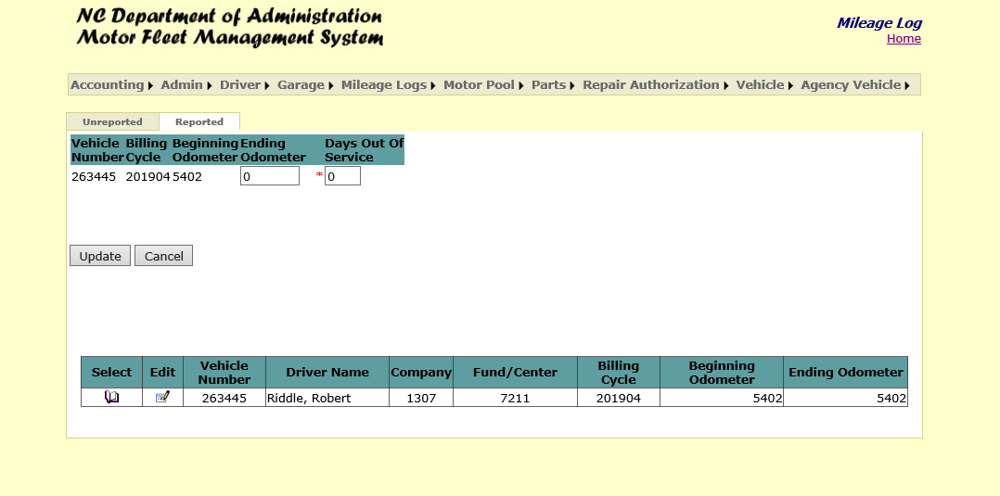 NC Department of Administration
Motor Fleet Management System
Mileage Log
Home
Accounting Admin Driver Garage Mileage Logs Motor Pool Parts Repair Authorization Vehicle Agency Vehicle
Unreported Reported
Vehicle Billing Beginning Ending Days Out Of
Number Cycle Odometer Odometer Service
263445 201904 5402 0 * 0
Update Cancel
Select Edit Vehicle Number Driver Name Company Fund/Center Billing Cycle Beginning Odometer Ending Odometer
263445 Riddle, Robert 1307 7211 201904 5402 5402